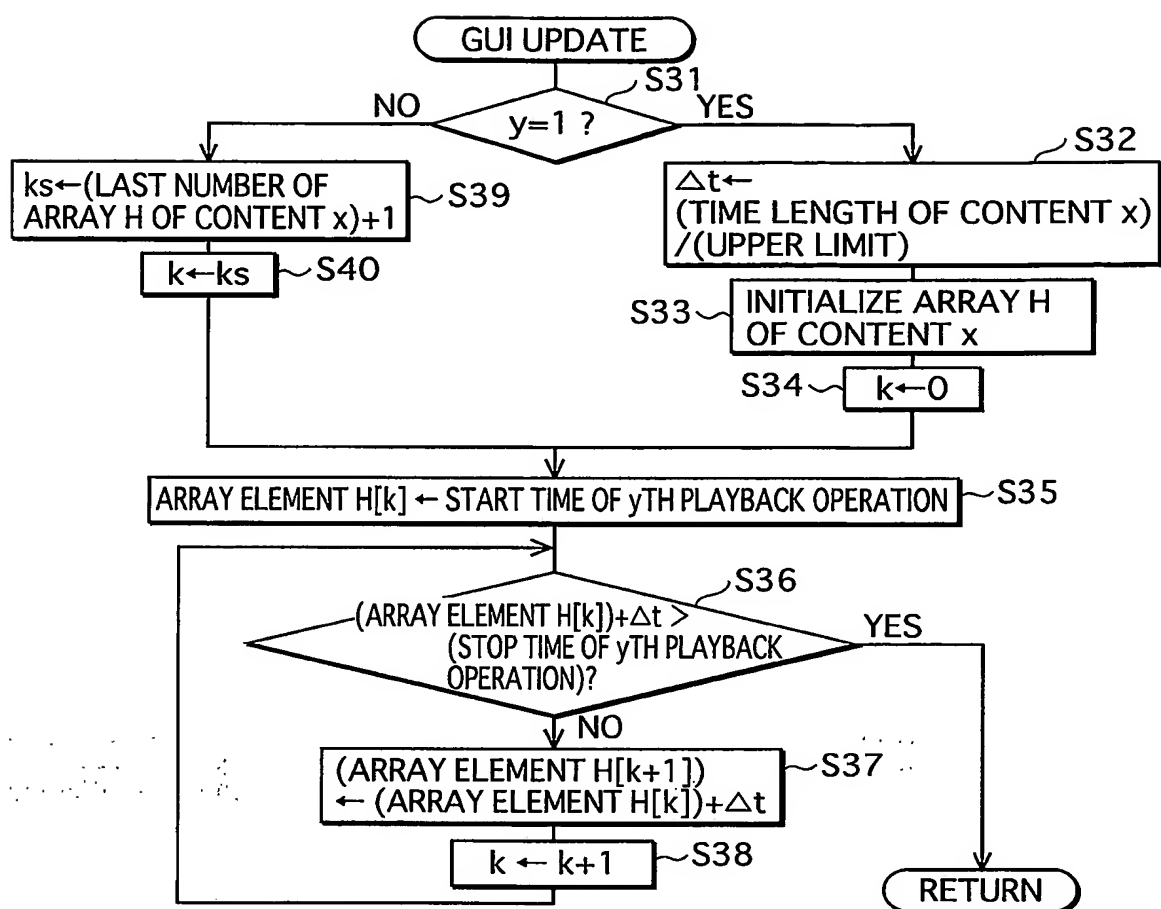 GUI UPDATE
S31
NO
YES
y=1 ?
S32
ks←(LAST NUMBER OF
ARRAY H OF CONTENT x)+1
S39
△t←
(TIME LENGTH OF CONTENT x)
/(UPPER LIMIT)
k←ks
S40
S33
INITIALIZE ARRAY H
OF CONTENT x
S34
k←0
ARRAY ELEMENT H[k] ← START TIME OF yTH PLAYBACK OPERATION
S35
S36
(ARRAY ELEMENT H[k])+△t >
(STOP TIME OF yTH PLAYBACK
OPERATION)?
YES
NO
(ARRAY ELEMENT H[k+1])
← (ARRAY ELEMENT H[k])+△t
S37
k ← k+1
S38
RETURN